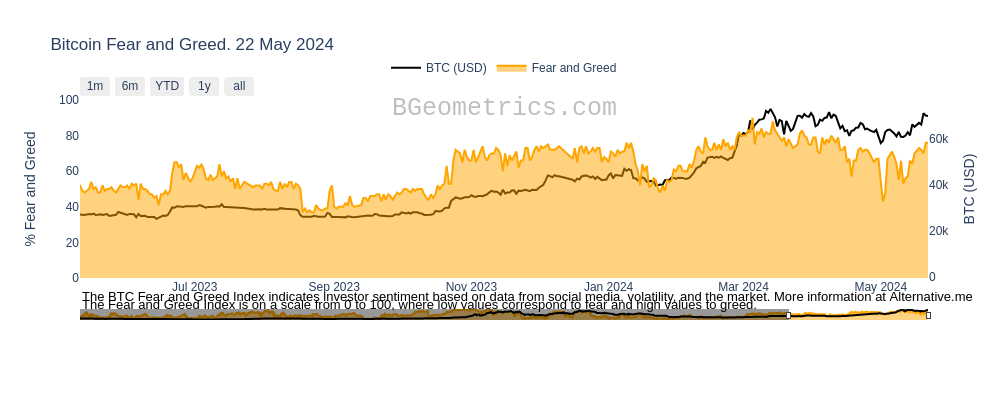 Bitcoin Fear and Greed. 22 May 2024
BTC (USD) Fear and Greed
1m 6m YTD 1y all
BGeometrics.com
100
80
60
40
20
0
% Fear and Greed
60k
40k
20k
0
BTC (USD)
Jul 2023 Sep 2023 Nov 2023 Jan 2024 Mar 2024 May 2024
The BTC Fear and Greed Index indicates investor sentiment based on data from social media, volatility, and the market. More information at Alternative.me
The Fear and Greed Index is on a scale from 0 to 100, where low values correspond to fear and high values to greed.